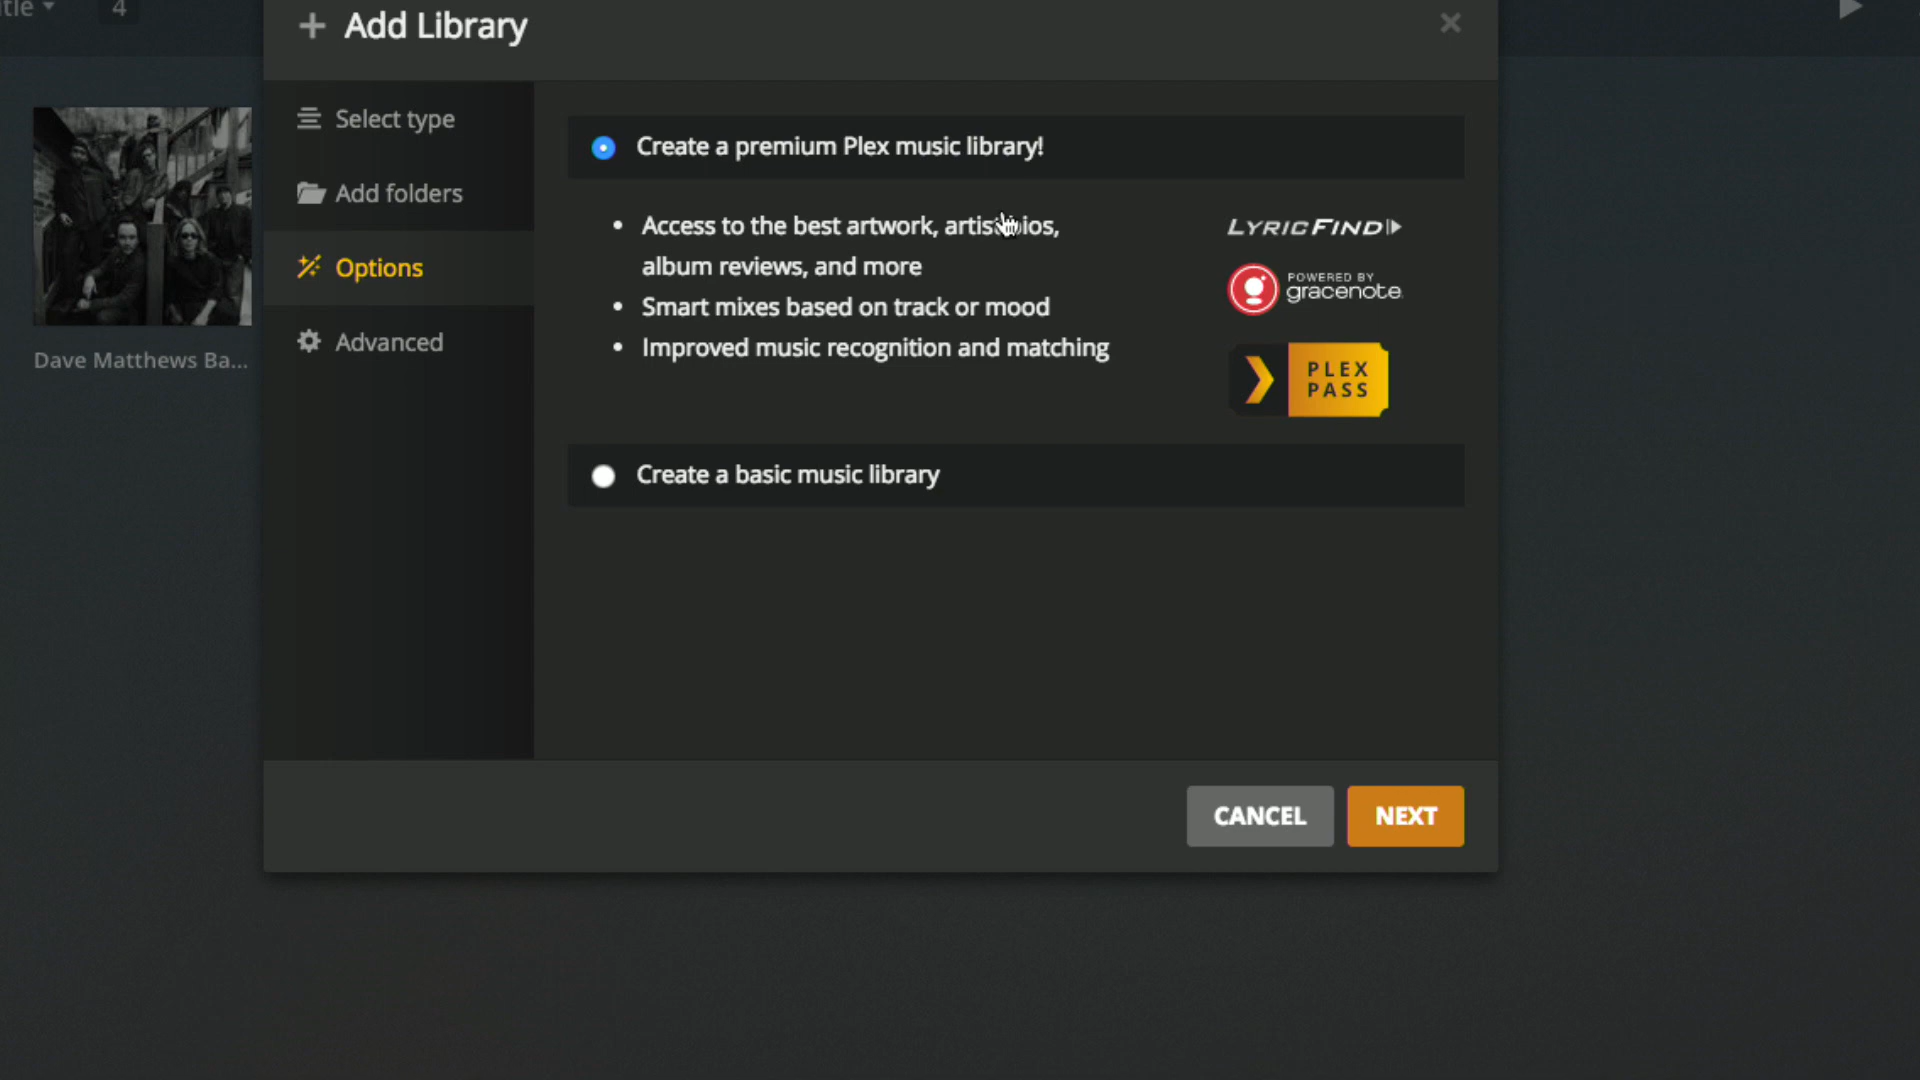 4
+ Add Library
Select type
Add folders
Options
Advanced
Create a premium Plex music library!
• Access to the best artwork, 
album reviews, and more
• Smart mixes based on track or mood
• Improved music recognition and matching
LYRICFIND
POWERED BY
gracenote
PLEX
PASS
Create a basic music library
Dave Matthews Ba...
CANCEL
NEXT